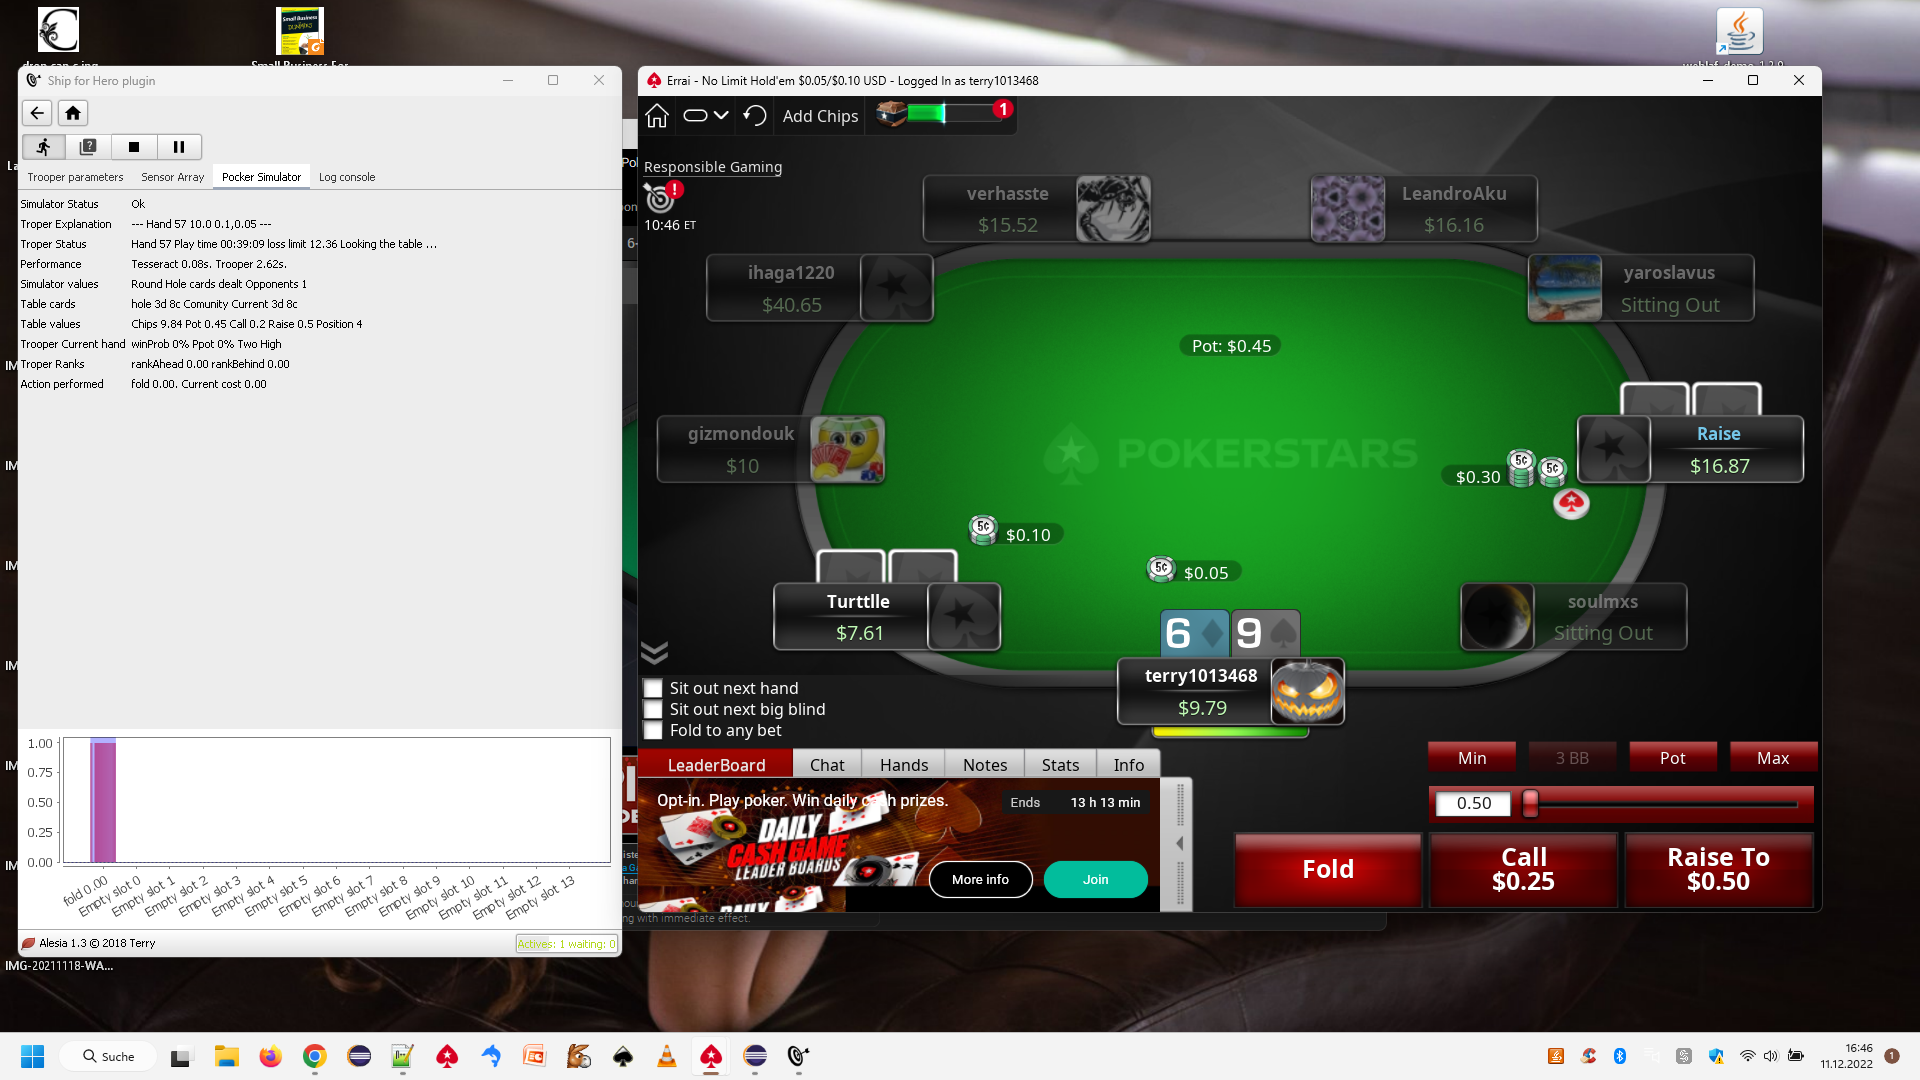 Ship for Hero plugin
Trooper parameters
Sensor Array
Pocker Simulator
Log console
Simulator Status Ok
Troper Explanation --- Hand 57 10.0 0.1,0.05 ---
Troper Status Hand 57 Play time 00:39:09 loss limit 12.36 Looking the table ...
Performance Tesseract 0.08s. Trooper 2.62s.
Simulator values Round Hole cards dealt Opponents 1
Table cards hole 3d 8c Comunity Current 3d 8c
Table values Chips 9.84 Pot 0.45 Call 0.2 Raise 0.5 Position 4
Trooper Current hand winProb 0% Ppot 0% Two High
Troper Ranks rankAhead 0.00 rankBehind 0.00
Action performed fold 0.00. Current cost 0.00
1.00
0.75
0.50
0.25
0.00
fold 0.00
Empty slot 0
Empty slot 1
Empty slot 2
Empty slot 3
Empty slot 4
Empty slot 5
Empty slot 6
Empty slot 7
Empty slot 8
Empty slot 9
Empty slot 10
Empty slot 11
Empty slot 12
Empty slot 13
Alesia 1.3 © 2018 Terry
Actives: 1 waiting: 0
IMG-20211118-WA...
Errai - No Limit Hold'em $0.05/$0.10 USD - Logged In as terry1013468
Add Chips
1
Responsible Gaming
10:46 ET
verhasste
$15.52
LeandroAku
$16.16
ihaga1220
$40.65
yaroslavus
Sitting Out
Pot: $0.45
gizmondouk
$10
POKERSTARS
Raise
$16.87
5¢
5¢
$0.30
5¢
$0.10
5¢
$0.05
Turttlle
$7.61
6
9
soulmxs
Sitting Out
terry1013468
$9.79
Sit out next hand
Sit out next big blind
Fold to any bet
LeaderBoard
Chat
Hands
Notes
Stats
Info
Opt-in. Play poker. Win daily cash prizes.
Ends 13 h 13 min
DAILY
CASH GAME
LEADER BOARDS
DAILY
More info
Join
with immediate effect.
Min
3 BB
Pot
Max
0.50
Fold
Call
$0.25
Raise To
$0.50
Suche
16:46
11.12.2022
1